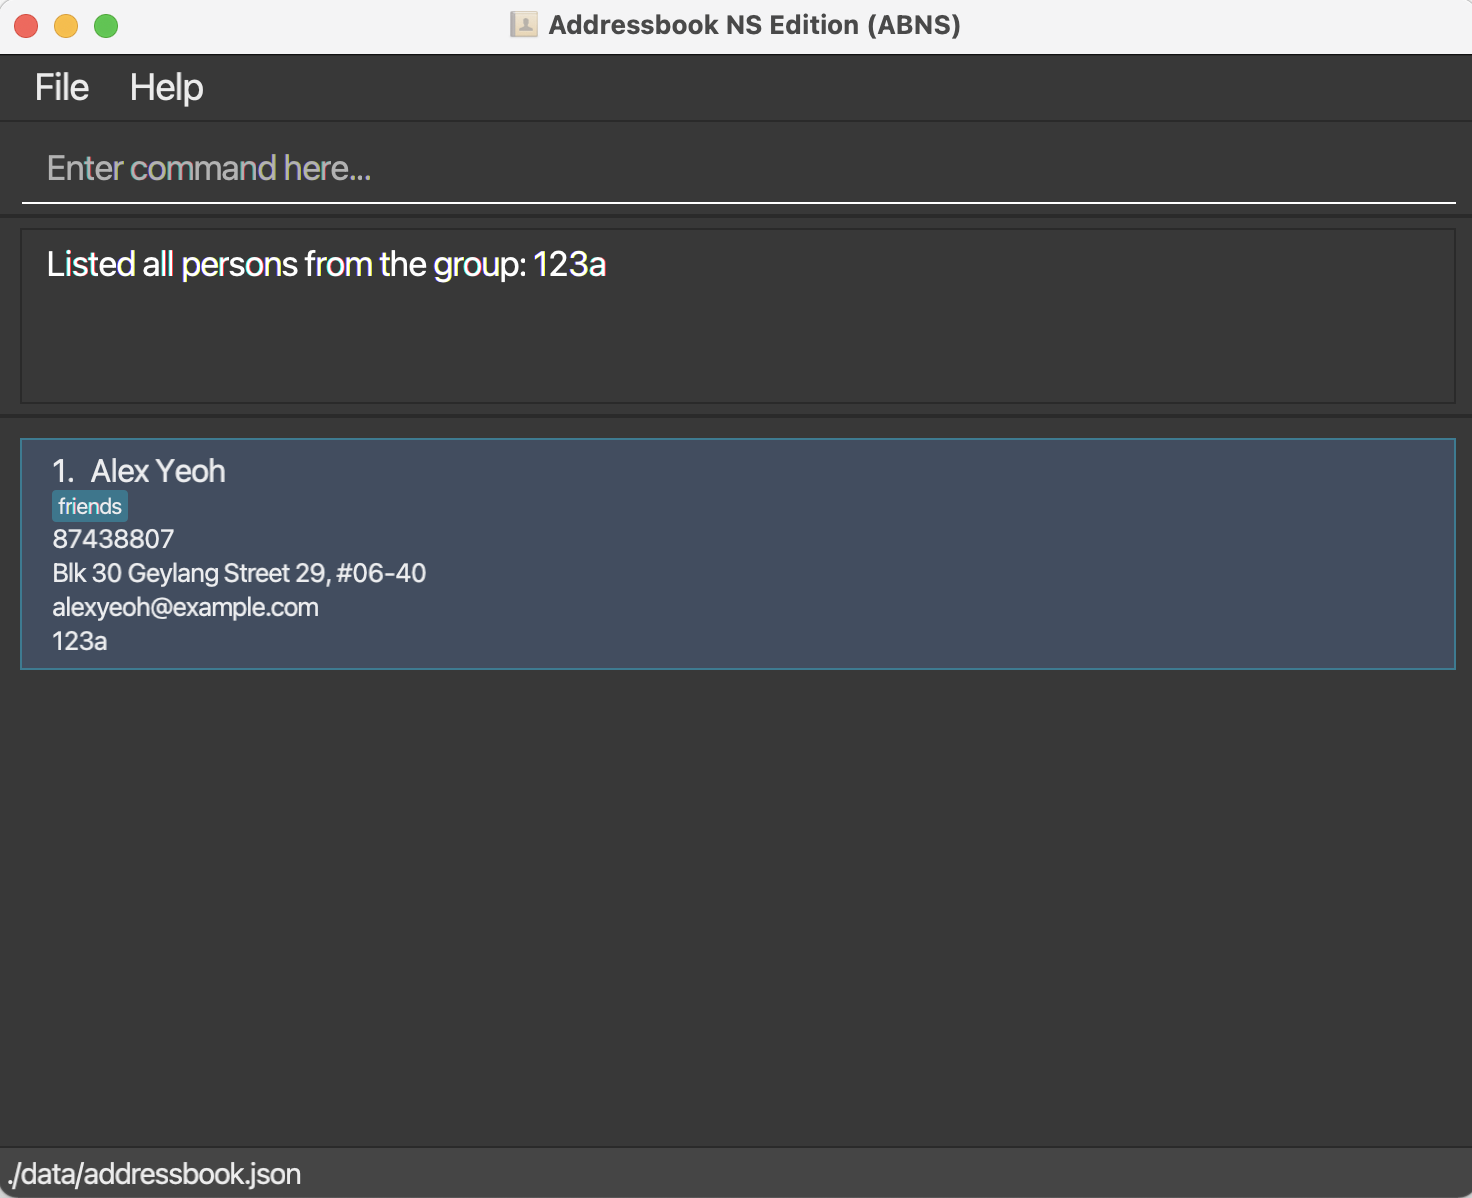 Addressbook NS Edition (ABNS)
File Help
Enter command here...
Listed all persons from the group: 123a
1. Alex Yeoh
friends
87438807
Blk 30 Geylang Street 29, #06-40
alexyeoh@example.com
123a
./data/addressbook.json